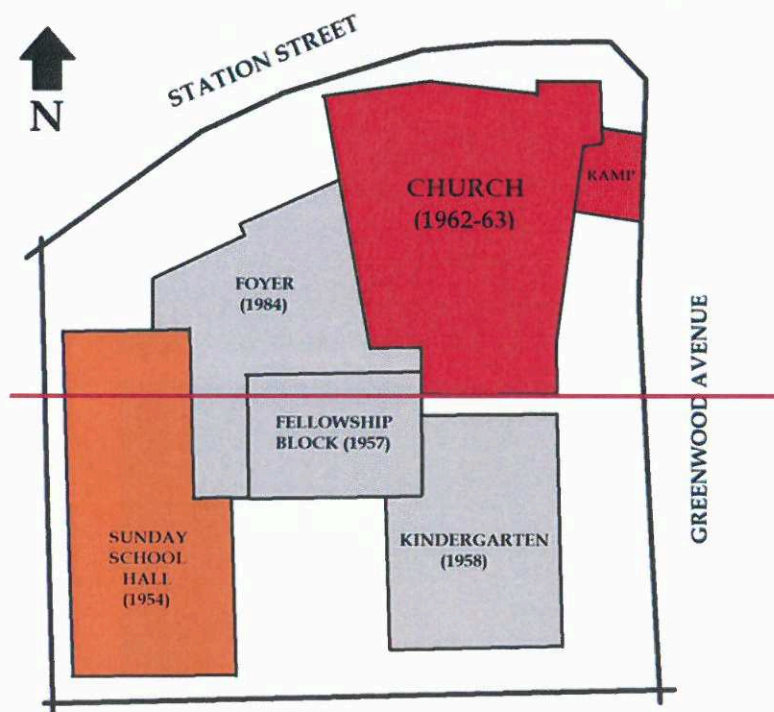 STATION STREET
N
CHURCH
(1962-63)
RAMP
FOYER
(1984)
GREENWOOD AVENUE
FELLOWSHIP
BLOCK (1957)
SUNDAY
SCHOOL
HALL
(1954)
KINDERGARTEN
(1958)